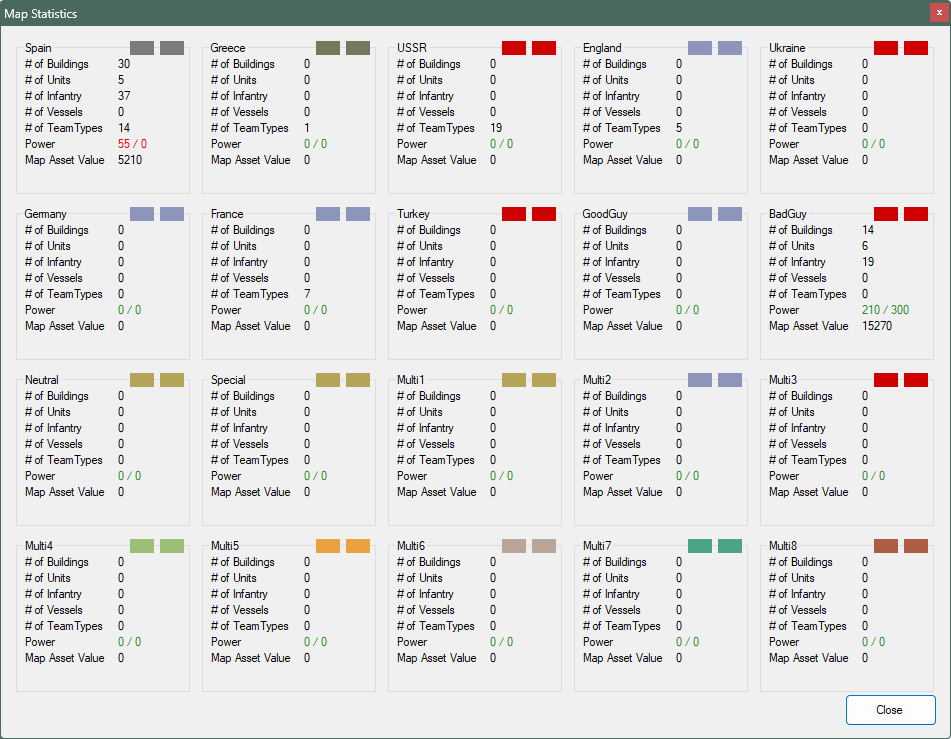 Map Statistics
Spain
# of Buildings 30
# of Units 5
# of Infantry 37
# of Vessels 0
# of TeamTypes 14
Power 55 / 0
Map Asset Value 5210
Greece
# of Buildings 0
# of Units 0
# of Infantry 0
# of Vessels 0
# of TeamTypes 1
Power 0 / 0
Map Asset Value 0
USSR
# of Buildings 0
# of Units 0
# of Infantry 0
# of Vessels 0
# of TeamTypes 19
Power 0 / 0
Map Asset Value 0
England
# of Buildings 0
# of Units 0
# of Infantry 0
# of Vessels 0
# of TeamTypes 5
Power 0 / 0
Map Asset Value 0
Ukraine
# of Buildings 0
# of Units 0
# of Infantry 0
# of Vessels 0
# of TeamTypes 0
Power 0 / 0
Map Asset Value 0
Germany
# of Buildings 0
# of Units 0
# of Infantry 0
# of Vessels 0
# of TeamTypes 0
Power 0 / 0
Map Asset Value 0
France
# of Buildings 0
# of Units 0
# of Infantry 0
# of Vessels 0
# of TeamTypes 7
Power 0 / 0
Map Asset Value 0
Turkey
# of Buildings 0
# of Units 0
# of Infantry 0
# of Vessels 0
# of TeamTypes 0
Power 0 / 0
Map Asset Value 0
GoodGuy
# of Buildings 0
# of Units 0
# of Infantry 0
# of Vessels 0
# of TeamTypes 0
Power 0 / 0
Map Asset Value 0
BadGuy
# of Buildings 14
# of Units 6
# of Infantry 19
# of Vessels 0
# of TeamTypes 0
Power 210 / 300
Map Asset Value 15270
Neutral
# of Buildings 0
# of Units 0
# of Infantry 0
# of Vessels 0
# of TeamTypes 0
Power 0 / 0
Map Asset Value 0
Special
# of Buildings 0
# of Units 0
# of Infantry 0
# of Vessels 0
# of TeamTypes 0
Power 0 / 0
Map Asset Value 0
Multi1
# of Buildings 0
# of Units 0
# of Infantry 0
# of Vessels 0
# of TeamTypes 0
Power 0 / 0
Map Asset Value 0
Multi2
# of Buildings 0
# of Units 0
# of Infantry 0
# of Vessels 0
# of TeamTypes 0
Power 0 / 0
Map Asset Value 0
Multi3
# of Buildings 0
# of Units 0
# of Infantry 0
# of Vessels 0
# of TeamTypes 0
Power 0 / 0
Map Asset Value 0
Multi4
# of Buildings 0
# of Units 0
# of Infantry 0
# of Vessels 0
# of TeamTypes 0
Power 0 / 0
Map Asset Value 0
Multi5
# of Buildings 0
# of Units 0
# of Infantry 0
# of Vessels 0
# of TeamTypes 0
Power 0 / 0
Map Asset Value 0
Multi6
# of Buildings 0
# of Units 0
# of Infantry 0
# of Vessels 0
# of TeamTypes 0
Power 0 / 0
Map Asset Value 0
Multi7
# of Buildings 0
# of Units 0
# of Infantry 0
# of Vessels 0
# of TeamTypes 0
Power 0 / 0
Map Asset Value 0
Multi8
# of Buildings 0
# of Units 0
# of Infantry 0
# of Vessels 0
# of TeamTypes 0
Power 0 / 0
Map Asset Value 0
Close